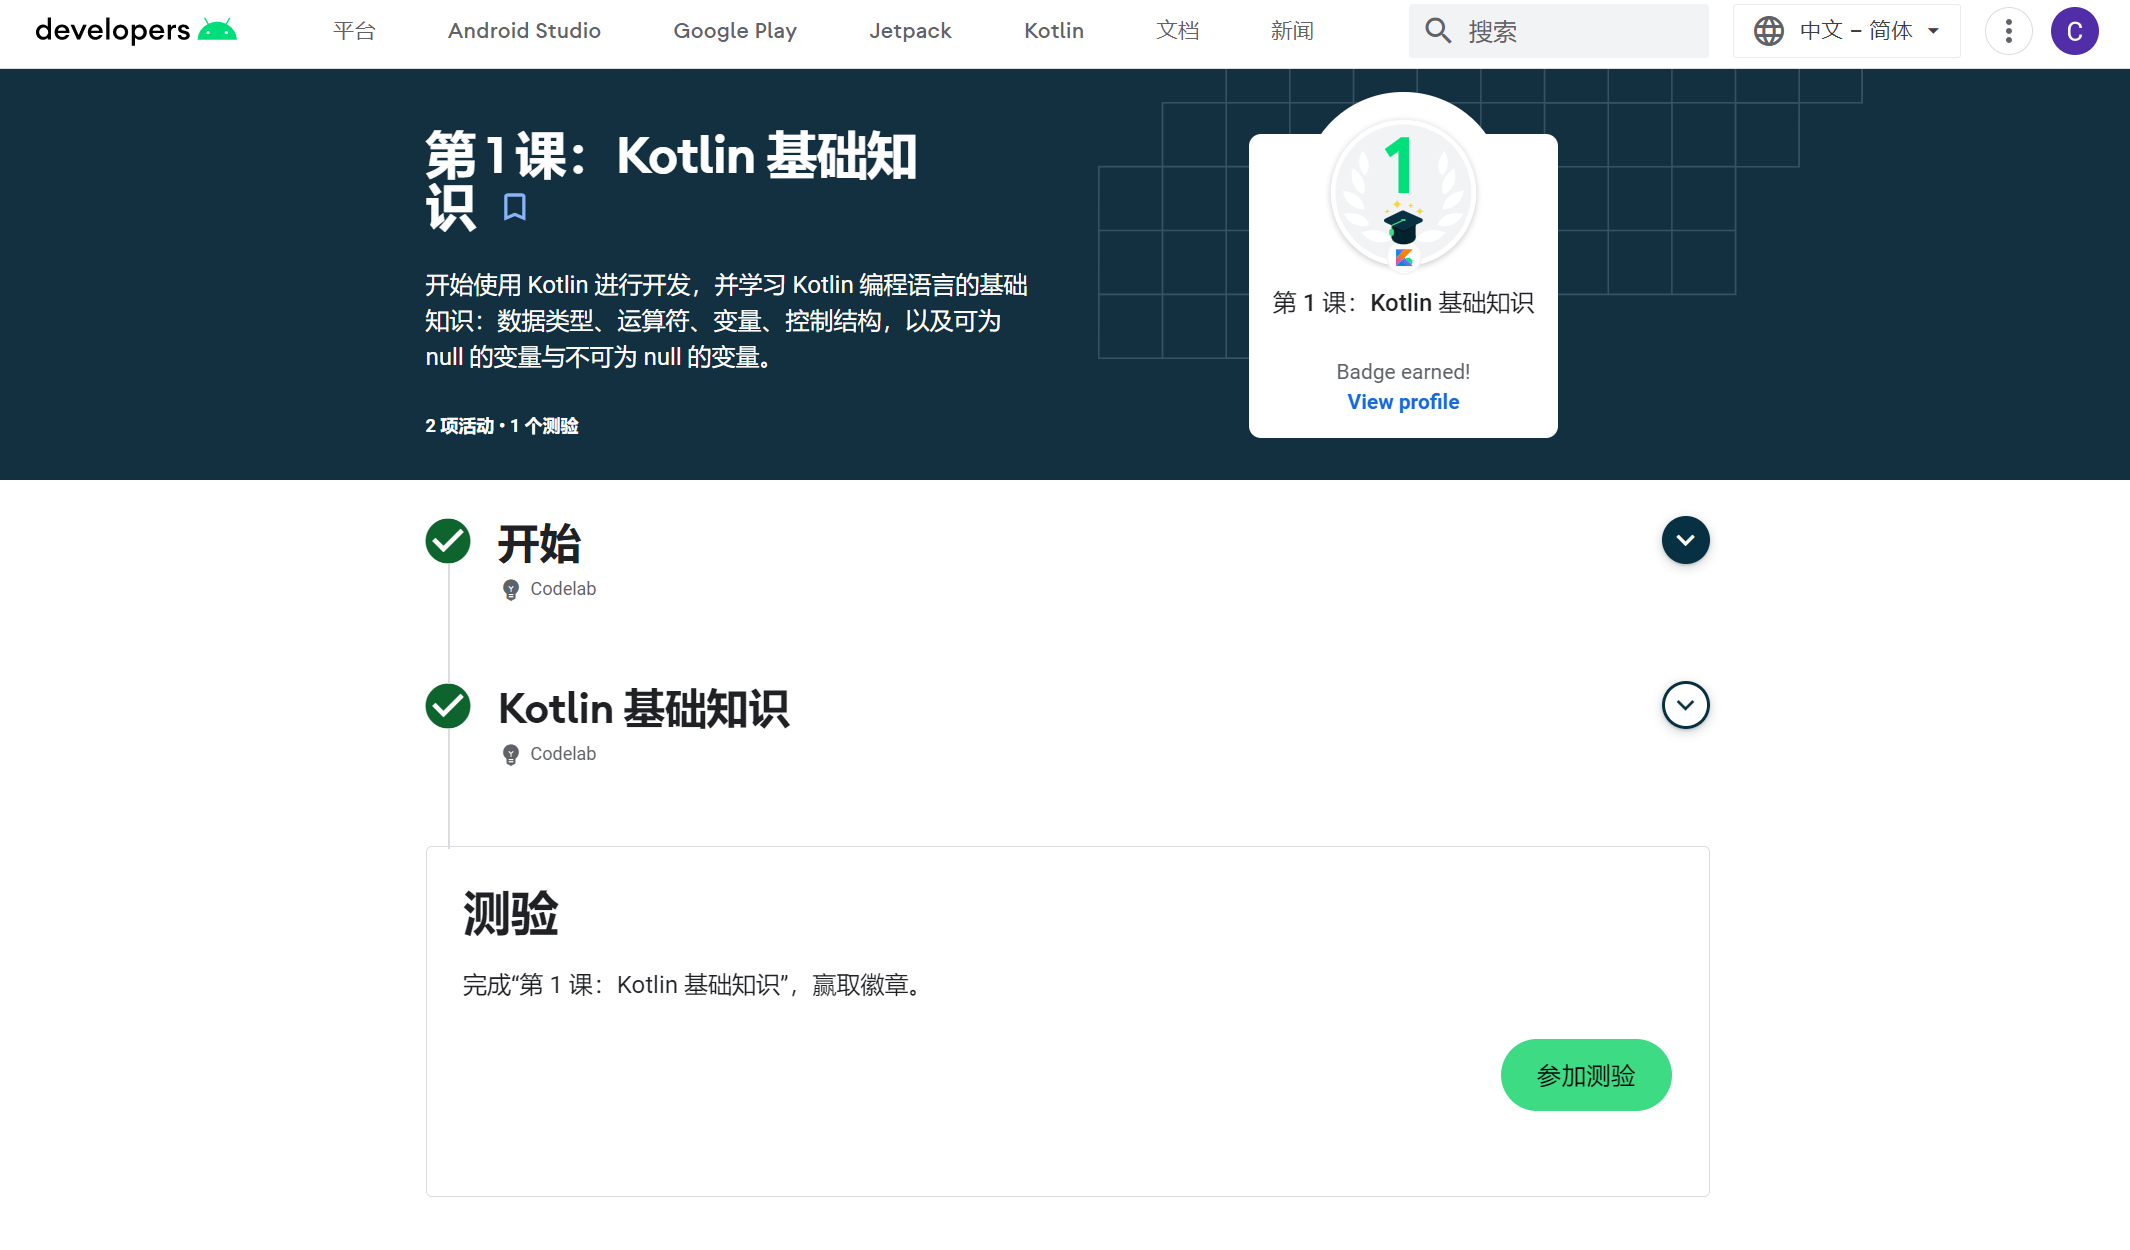 developers
平台
Android Studio
Google Play
Jetpack
Kotlin
文档
新闻
搜索
中文 – 简体
C
第 1 课：Kotlin 基础知
识
开始使用 Kotlin 进行开发，并学习 Kotlin 编程语言的基础
知识：数据类型、运算符、变量、控制结构，以及可为
null 的变量与不可为 null 的变量。
2 项活动 • 1 个测验
1
第 1 课：Kotlin 基础知识
Badge earned!
View profile
开始
Codelab
Kotlin 基础知识
Codelab
测验
完成“第 1 课：Kotlin 基础知识”，赢取徽章。
参加测验